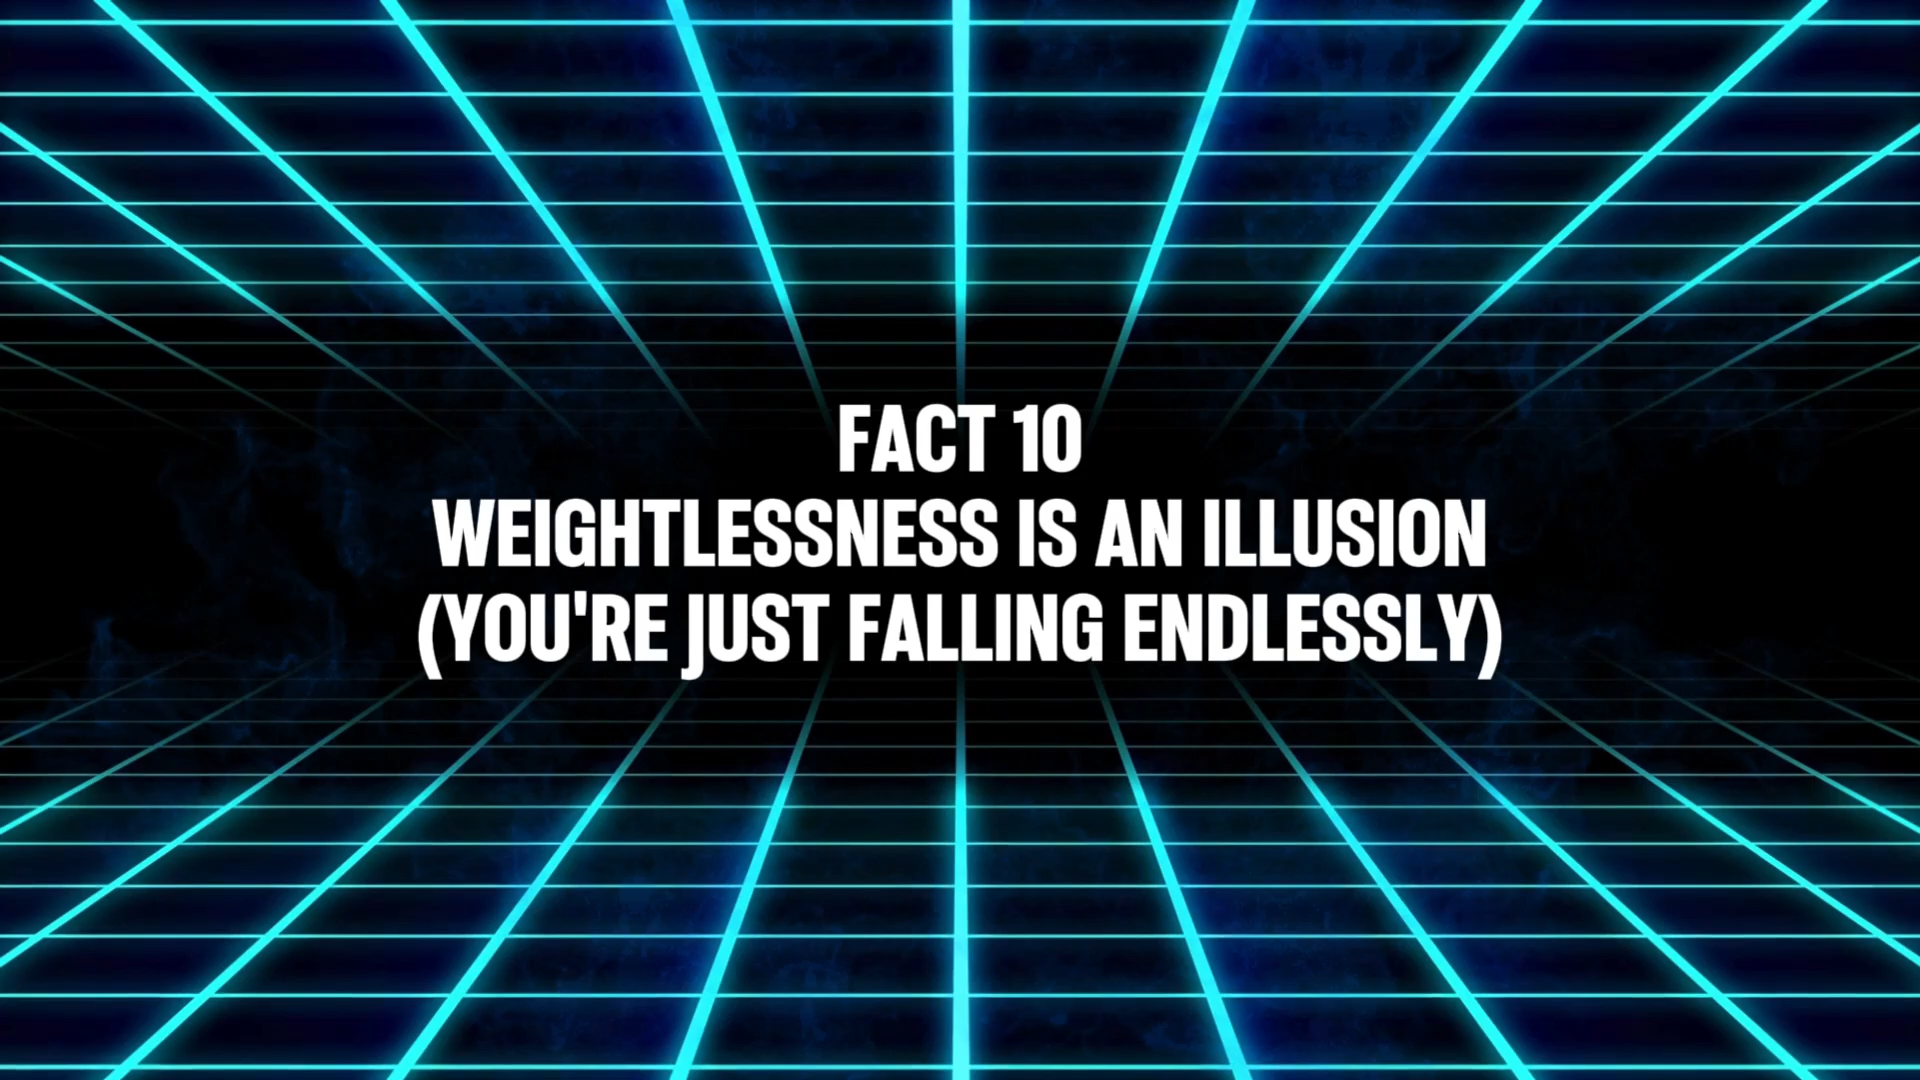 FACT 10
WEIGHTLESSNESS IS AN ILLUSION
(YOU'RE JUST FALLING ENDLESSLY)